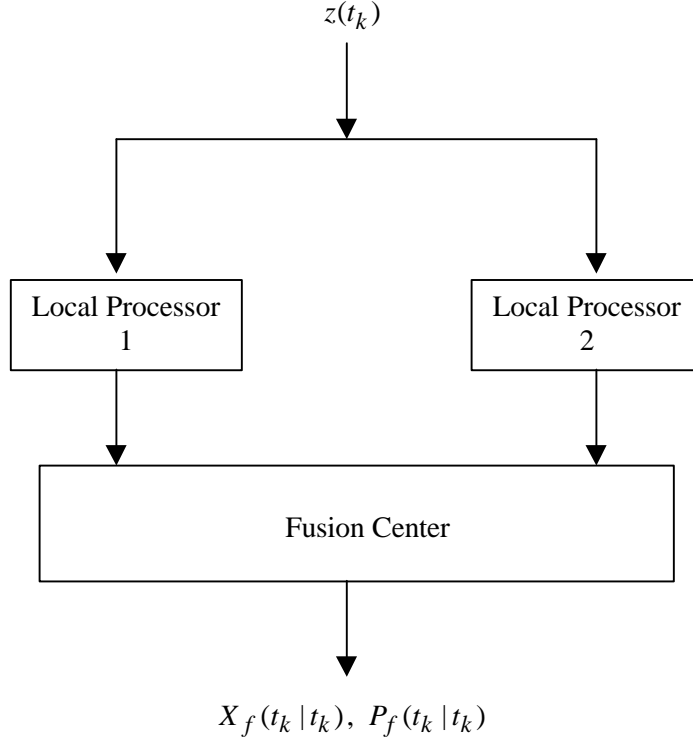 z(t_k)
Local Processor
1
Local Processor
2
Fusion Center
X_f(t_k | t_k), P_f(t_k | t_k)